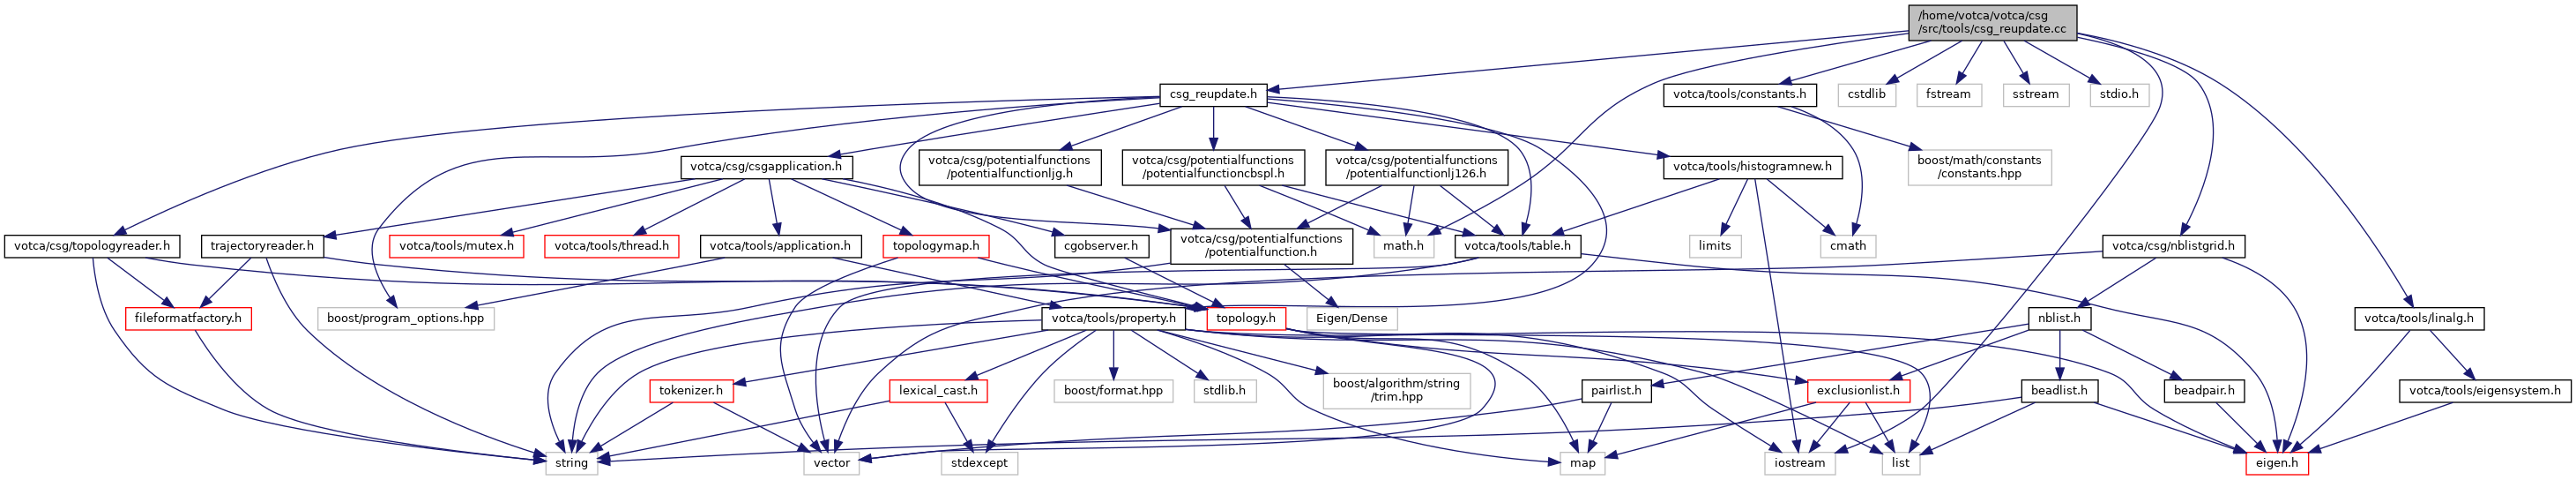 /home/votca/votca/csg
/src/tools/csg_reupdate.cc
csg_reupdate.h
votca/tools/constants.h
cstdlib
fstream
sstream
stdio.h
votca/csg/csgapplication.h
votca/csg/potentialfunctions
/potentialfunctionljg.h
votca/csg/potentialfunctions
/potentialfunctioncbspl.h
votca/csg/potentialfunctions
/potentialfunctionlj126.h
votca/tools/histogramnew.h
boost/math/constants
/constants.hpp
votca/csg/topologyreader.h
trajectoryreader.h
votca/tools/mutex.h
votca/tools/thread.h
votca/tools/application.h
topologymap.h
cgobserver.h
votca/csg/potentialfunctions
/potentialfunction.h
math.h
votca/tools/table.h
limits
cmath
votca/csg/nblistgrid.h
fileformatfactory.h
boost/program_options.hpp
votca/tools/property.h
topology.h
Eigen/Dense
nblist.h
votca/tools/linalg.h
tokenizer.h
lexical_cast.h
boost/format.hpp
stdlib.h
boost/algorithm/string
/trim.hpp
pairlist.h
exclusionlist.h
beadlist.h
beadpair.h
votca/tools/eigensystem.h
string
vector
stdexcept
map
iostream
list
eigen.h